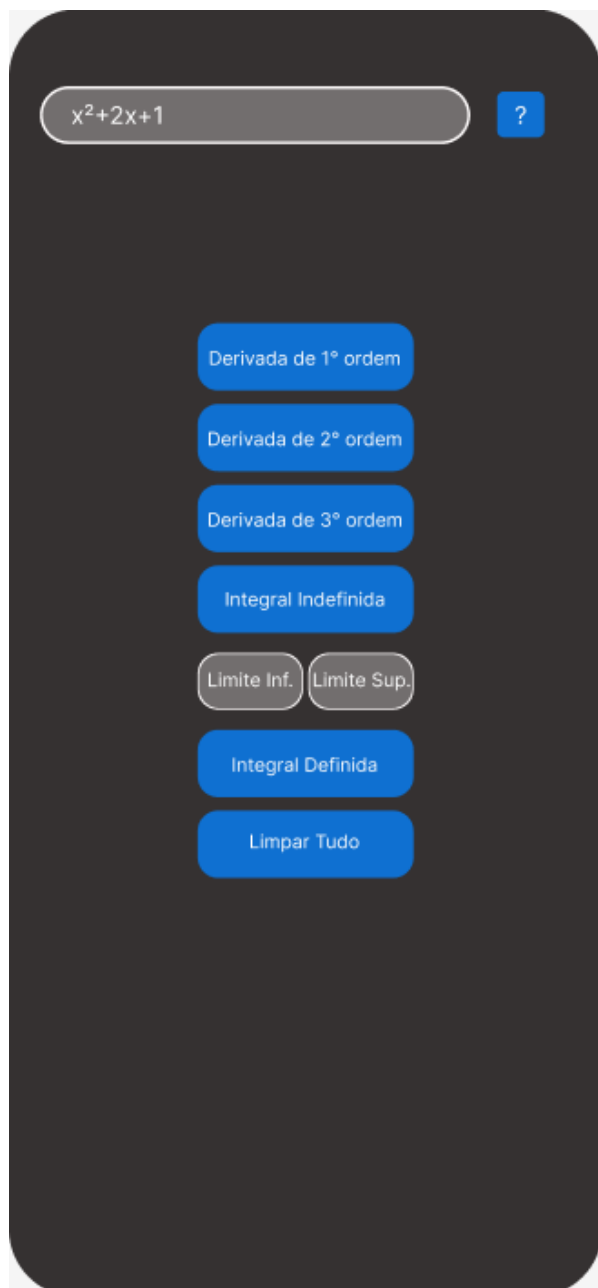 x²+2x+1 ?
Derivada de 1° ordem
Derivada de 2° ordem
Derivada de 3° ordem
Integral Indefinida
Limite Inf. Limite Sup.
Integral Definida
Limpar Tudo